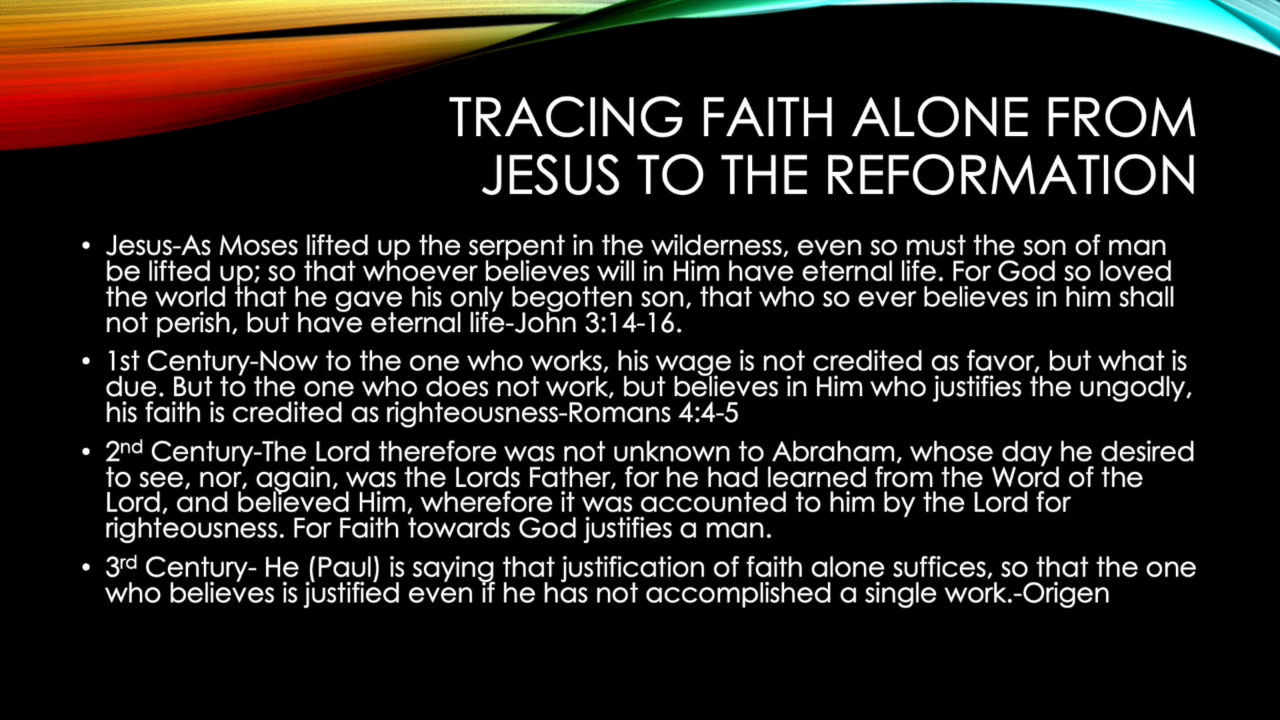 TRACING FAITH ALONE FROM
JESUS TO THE REFORMATION
• Jesus-As Moses lifted up the serpent in the wilderness, even so must the son of man
be lifted up; so that whoever believes will in Him have eternal life. For God so loved
the world that he gave his only begotten son, that who so ever believes in him shall
not perish, but have eternal life-John 3:14-16.
• 1st Century-Now to the one who works, his wage is not credited as favor, but what is
due. But to the one who does not work, but believes in Him who justifies the ungodly,
his faith is credited as righteousness-Romans 4:4-5
• 2nd Century-The Lord therefore was not unknown to Abraham, whose day he desired
to see, nor, again, was the Lords Father, for he had learned from the Word of the
Lord, and believed Him, wherefore it was accounted to him by the Lord for
righteousness. For Faith towards God justifies a man.
• 3rd Century- He (Paul) is saying that justification of faith alone suffices, so that the one
who believes is justified even if he has not accomplished a single work.-Origen